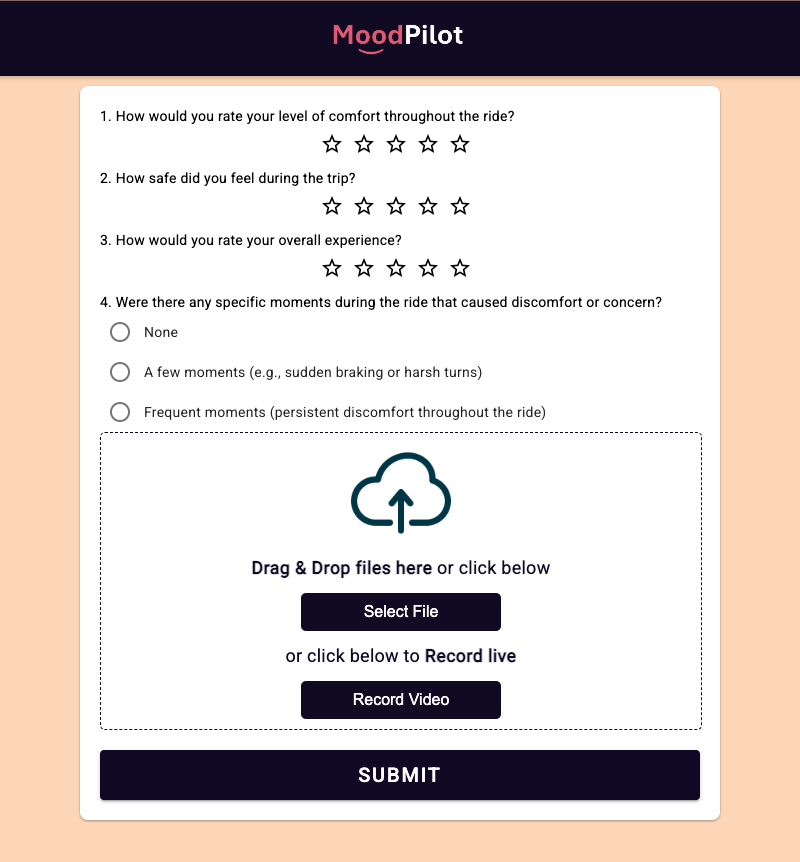 MoodPilot
1. How would you rate your level of comfort throughout the ride?
2. How safe did you feel during the trip?
3. How would you rate your overall experience?
4. Were there any specific moments during the ride that caused discomfort or concern?
None
A few moments (e.g., sudden braking or harsh turns)
Frequent moments (persistent discomfort throughout the ride)
Drag & Drop files here or click below
Select File
or click below to Record live
Record Video
SUBMIT